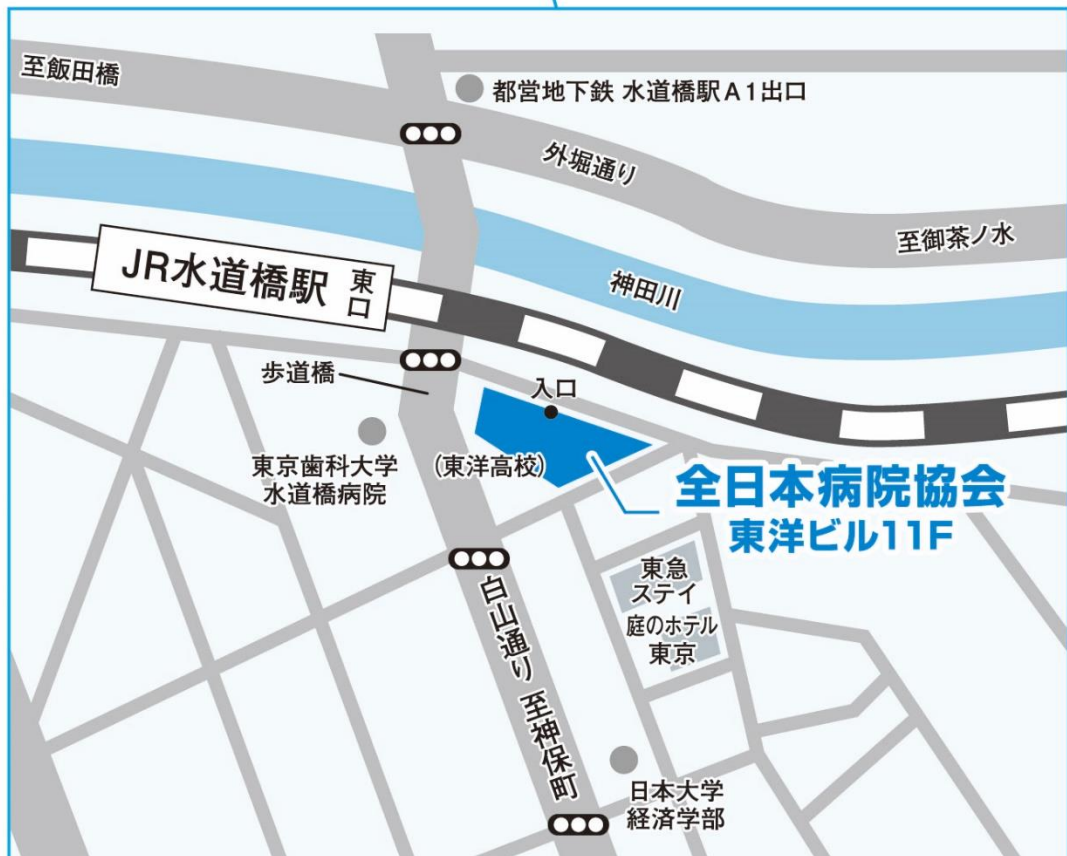 至飯田橋
都営地下鉄 水道橋駅A1出口
外堀通り
至御茶ノ水
JR水道橋駅
東口
神田川
歩道橋
入口
東京歯科大学
水道橋病院
(東洋高校)
全日本病院協会
東洋ビル11F
東急
ステイ
庭のホテル
東京
白山通り 至神保町
日本大学
経済学部